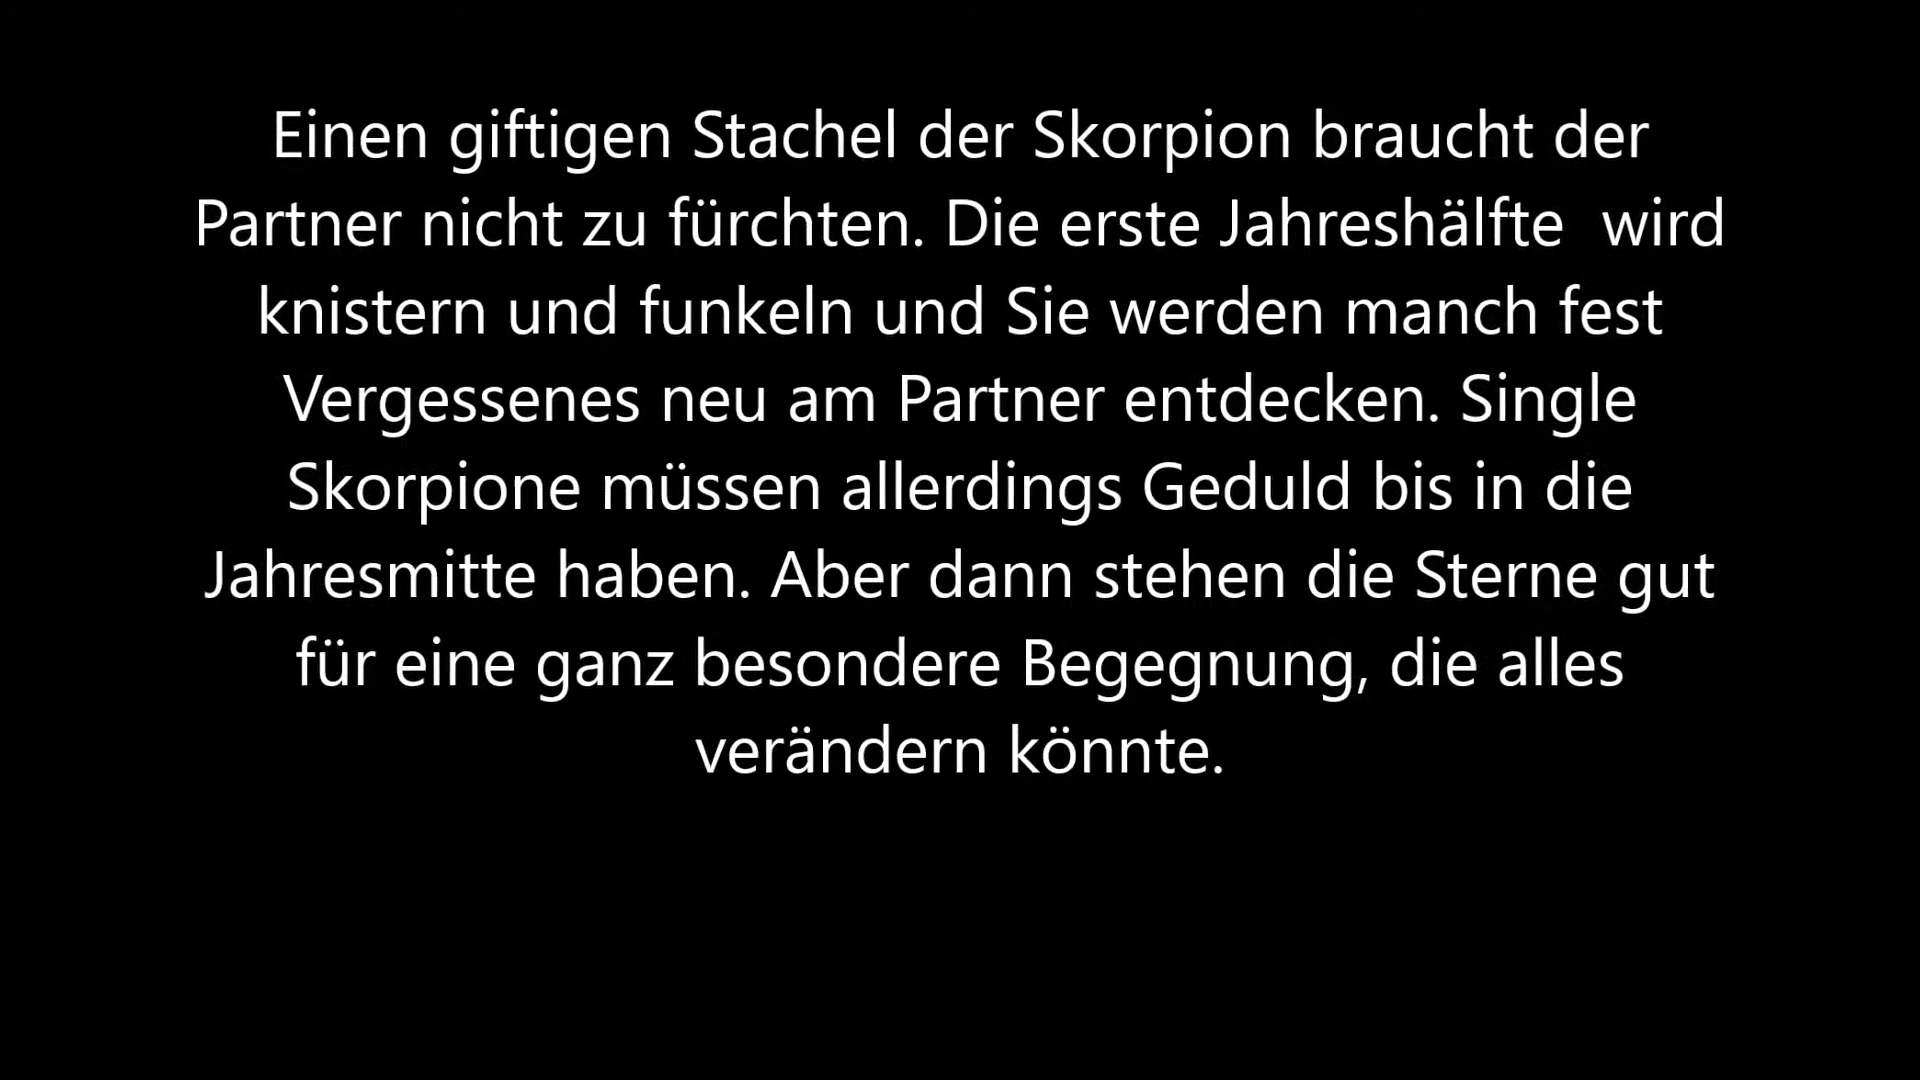 Einen giftigen Stachel der Skorpion braucht der
Partner nicht zu fürchten. Die erste Jahreshälfte  wird
knistern und funkeln und Sie werden manch fest
Vergessenes neu am Partner entdecken. Single
Skorpione müssen allerdings Geduld bis in die
Jahresmitte haben. Aber dann stehen die Sterne gut
für eine ganz besondere Begegnung, die alles
verändern könnte.